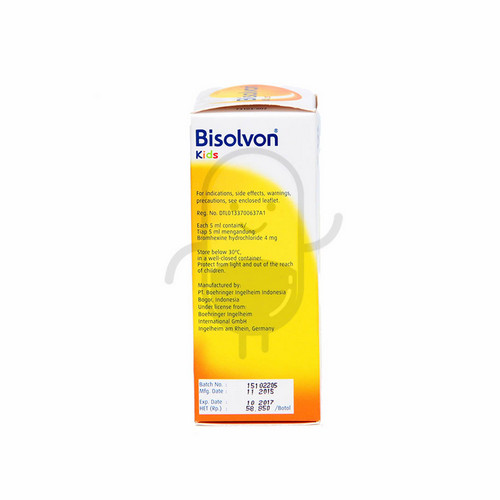 Bisolvon®
Kids
For indications, side effects, warnings,
precautions, see enclosed leaflet.
Reg. No. DTL0133700637A1
Each 5 ml contains/
Tiap 5 ml mengandung:
Bromhexine hydrochloride 4 mg
Store below 30°C,
in a well-closed container.
Protect from light and out of the reach
of children.
Manufactured by:
PT. Boehringer Ingelheim Indonesia
Bogor, Indonesia
Under license from:
Boehringer Ingelheim
International GmbH
Ingelheim am Rhein, Germany.
Batch No : 15102205
Mfg. Date : 11 2015
Exp. Date : 10 2017
HET (Rp.) : 58.850 /Botol